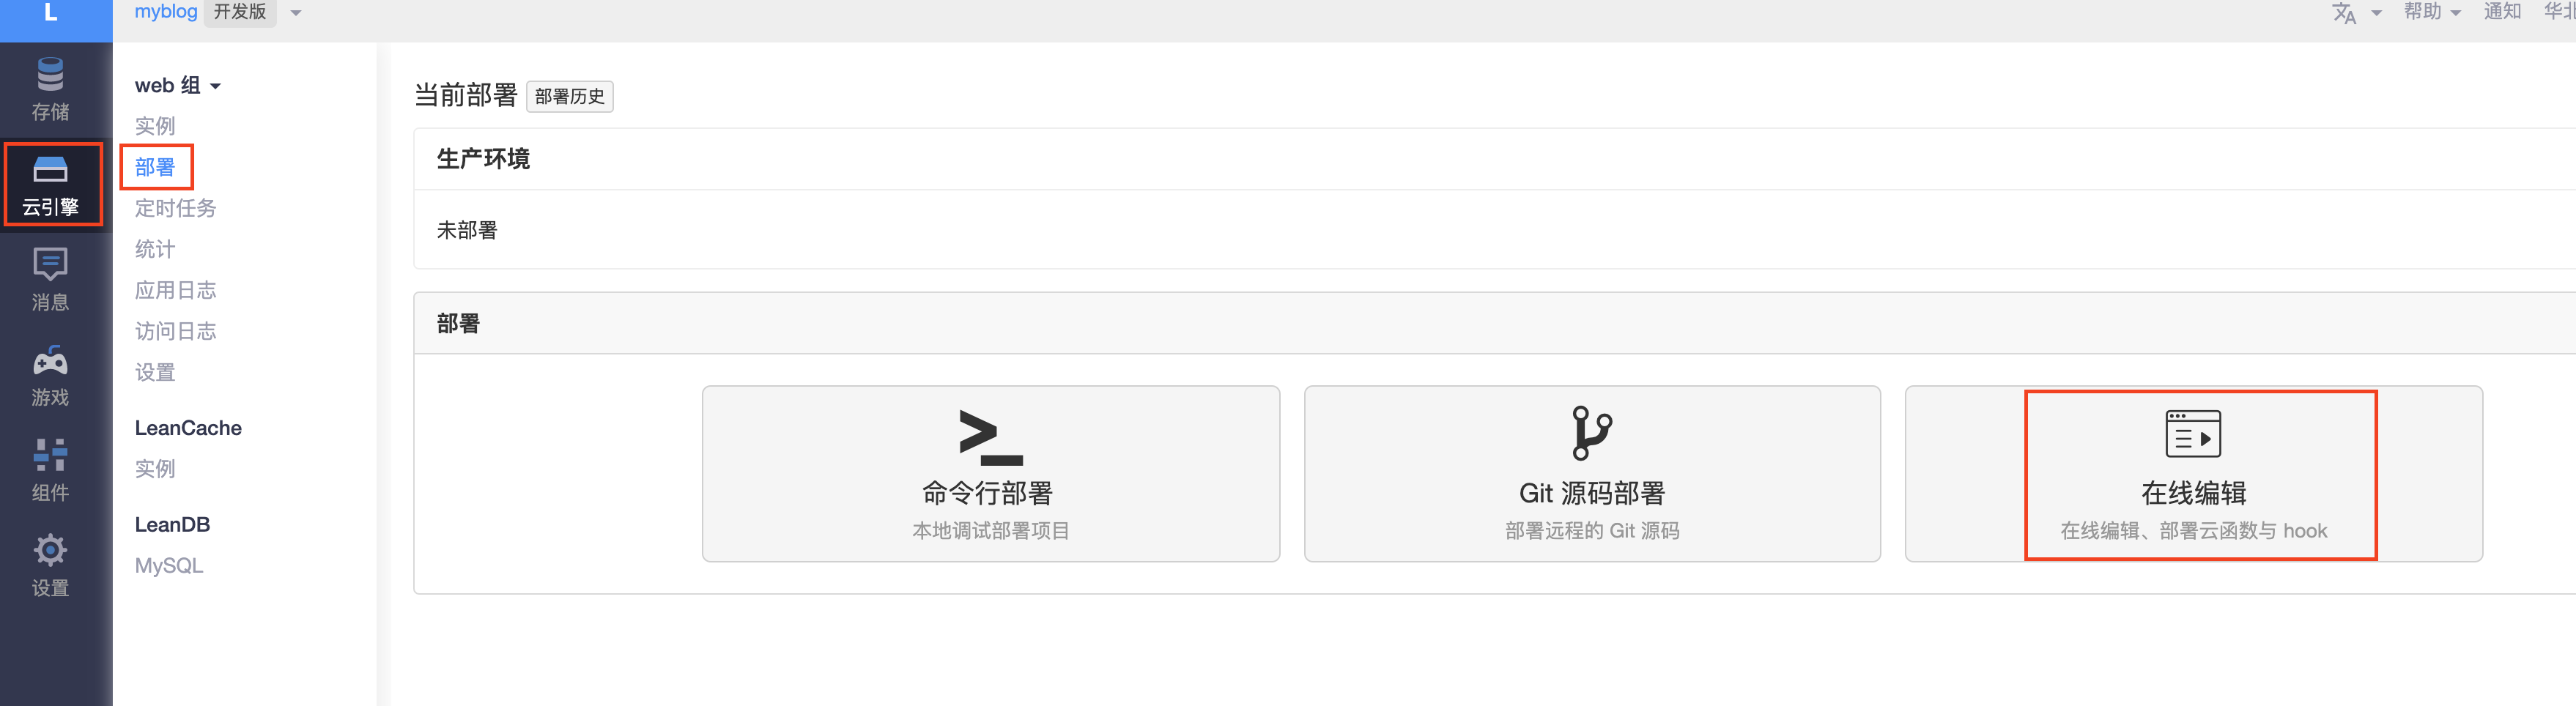 L
myblog 开发版
帮助
通知
华北
存储
云引擎
消息
游戏
组件
设置
web 组
实例
部署
定时任务
统计
应用日志
访问日志
设置
LeanCache
实例
LeanDB
MySQL
当前部署 部署历史
生产环境
未部署
部署
命令行部署
本地调试部署项目
Git 源码部署
部署远程的 Git 源码
在线编辑
在线编辑、部署云函数与 hook